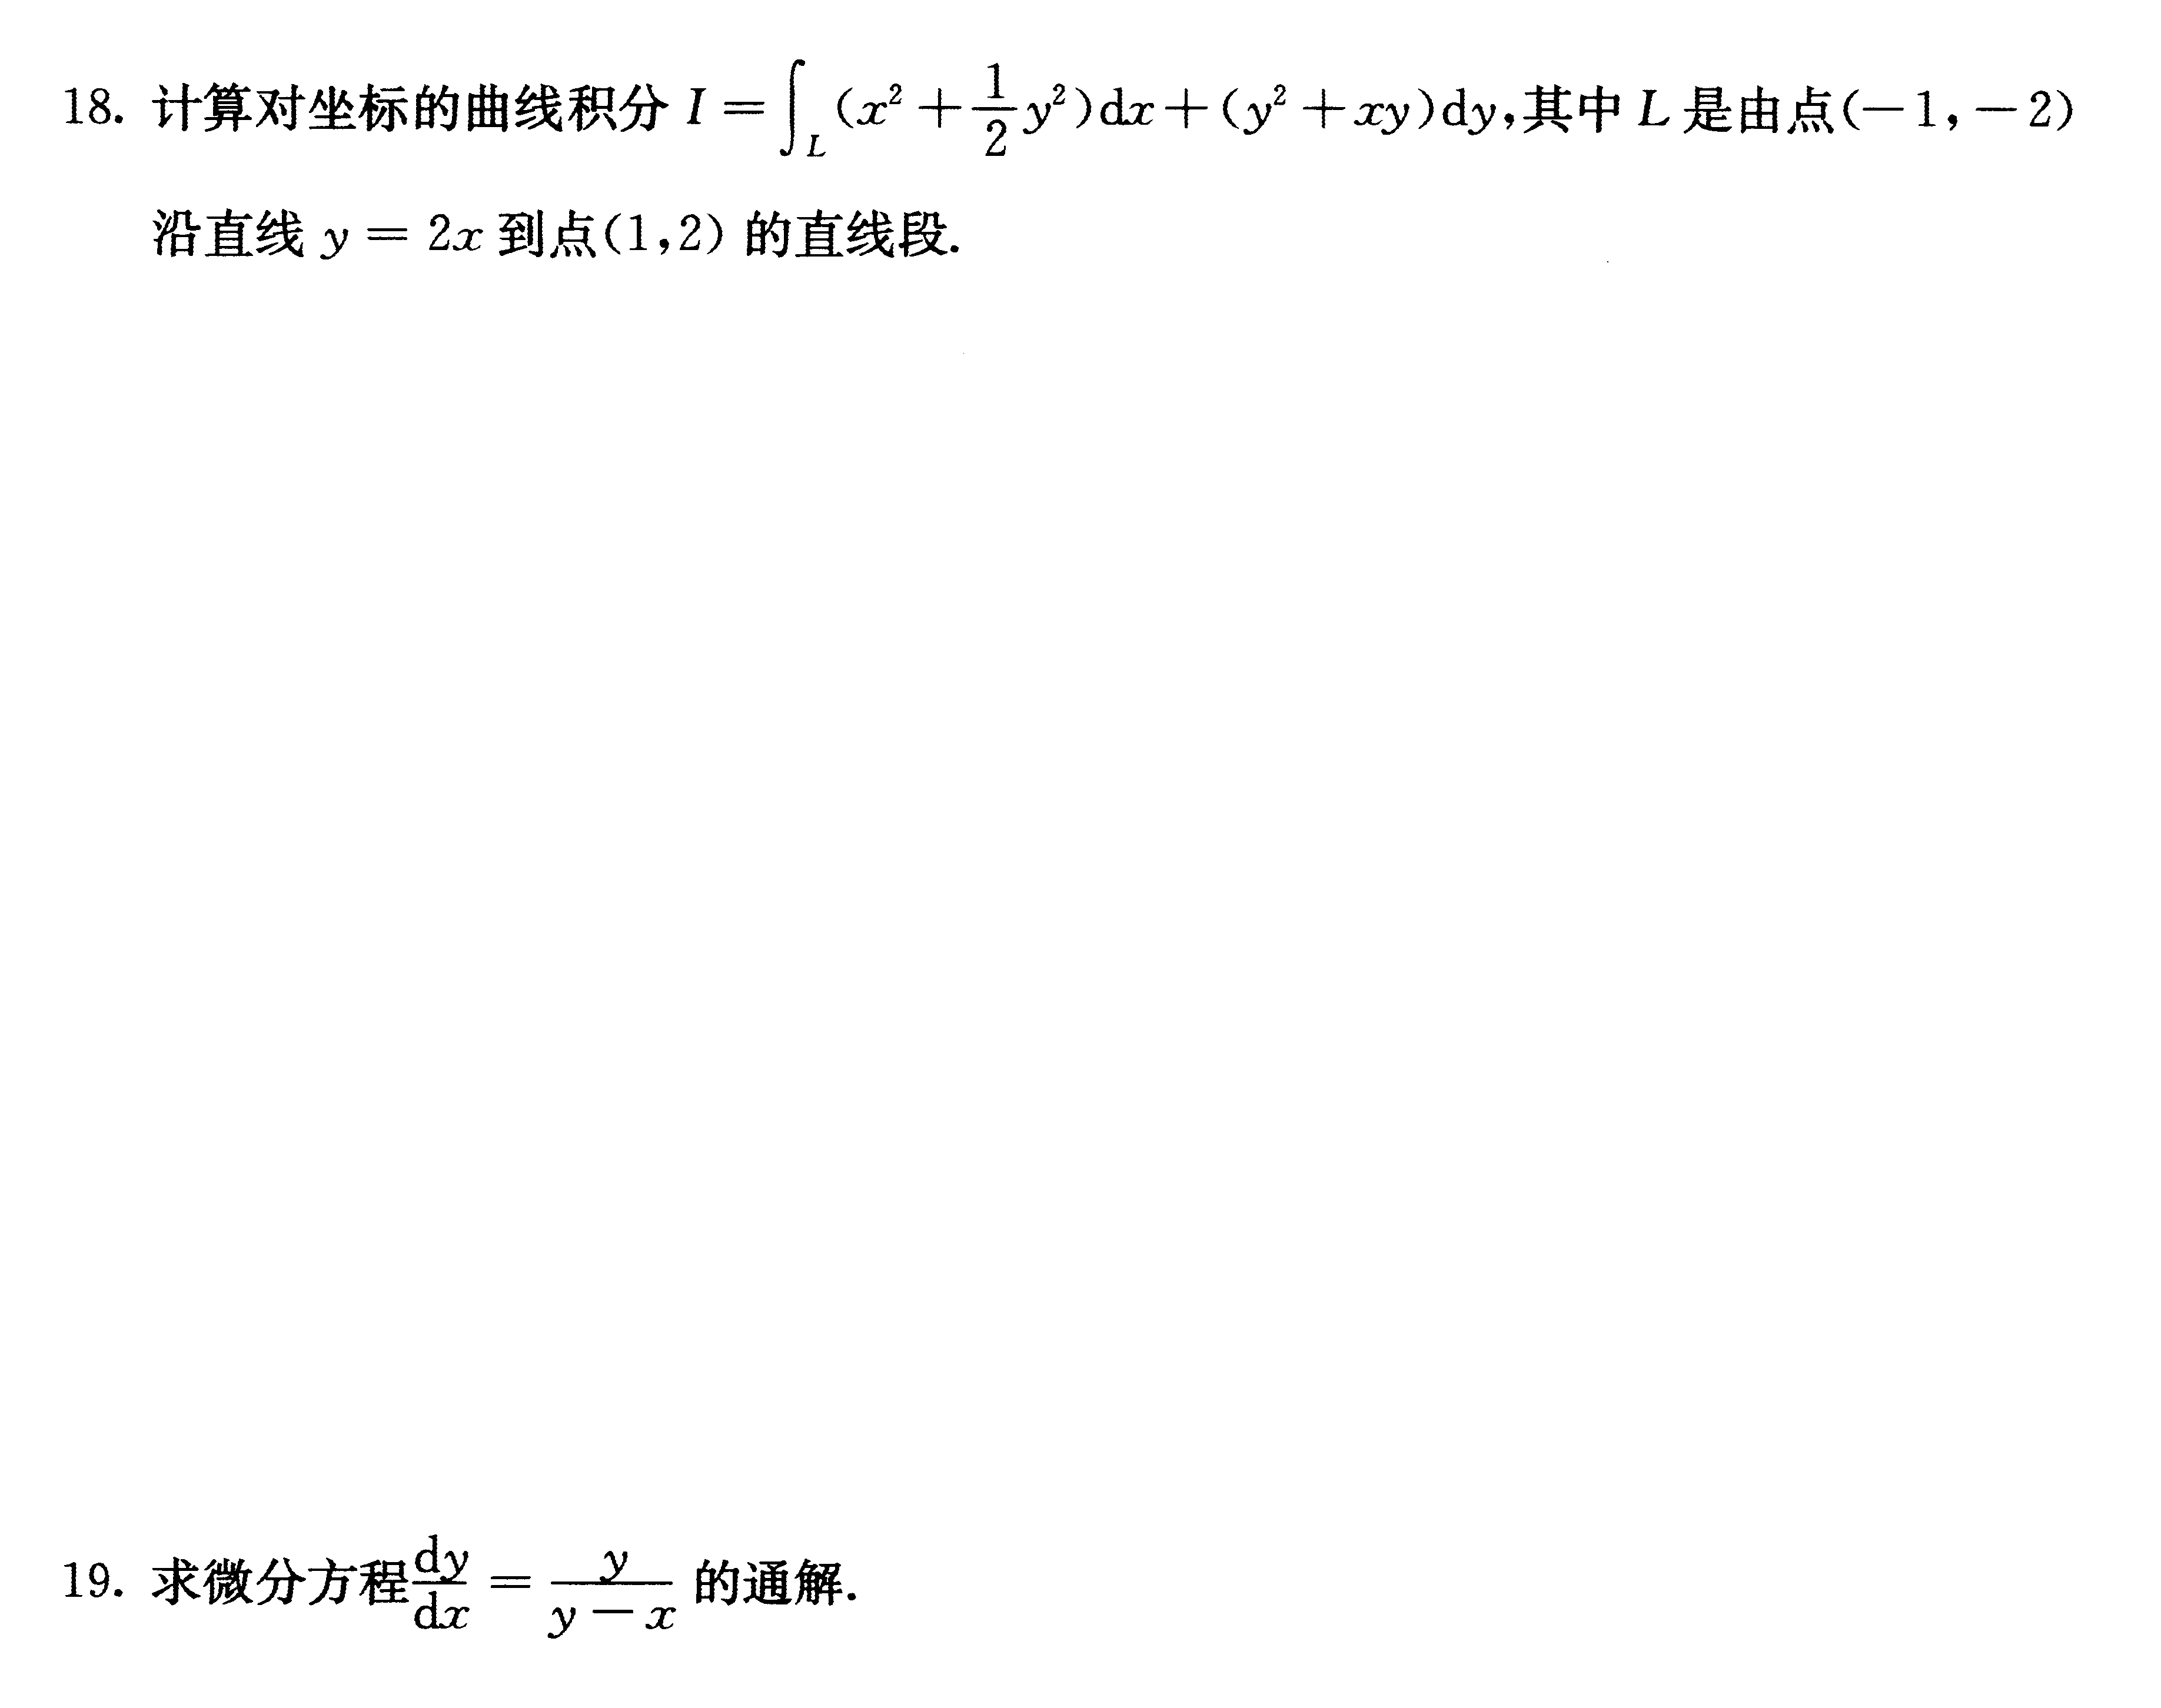 18. 计算对坐标的曲线积分 I = ∫_L (x² + 1/2 y²)dx + (y² + xy)dy,其中 L 是由点(－1,－2)
沿直线 y = 2x 到点(1,2) 的直线段.
19. 求微分方程 dy/dx = y/(y－x) 的通解.